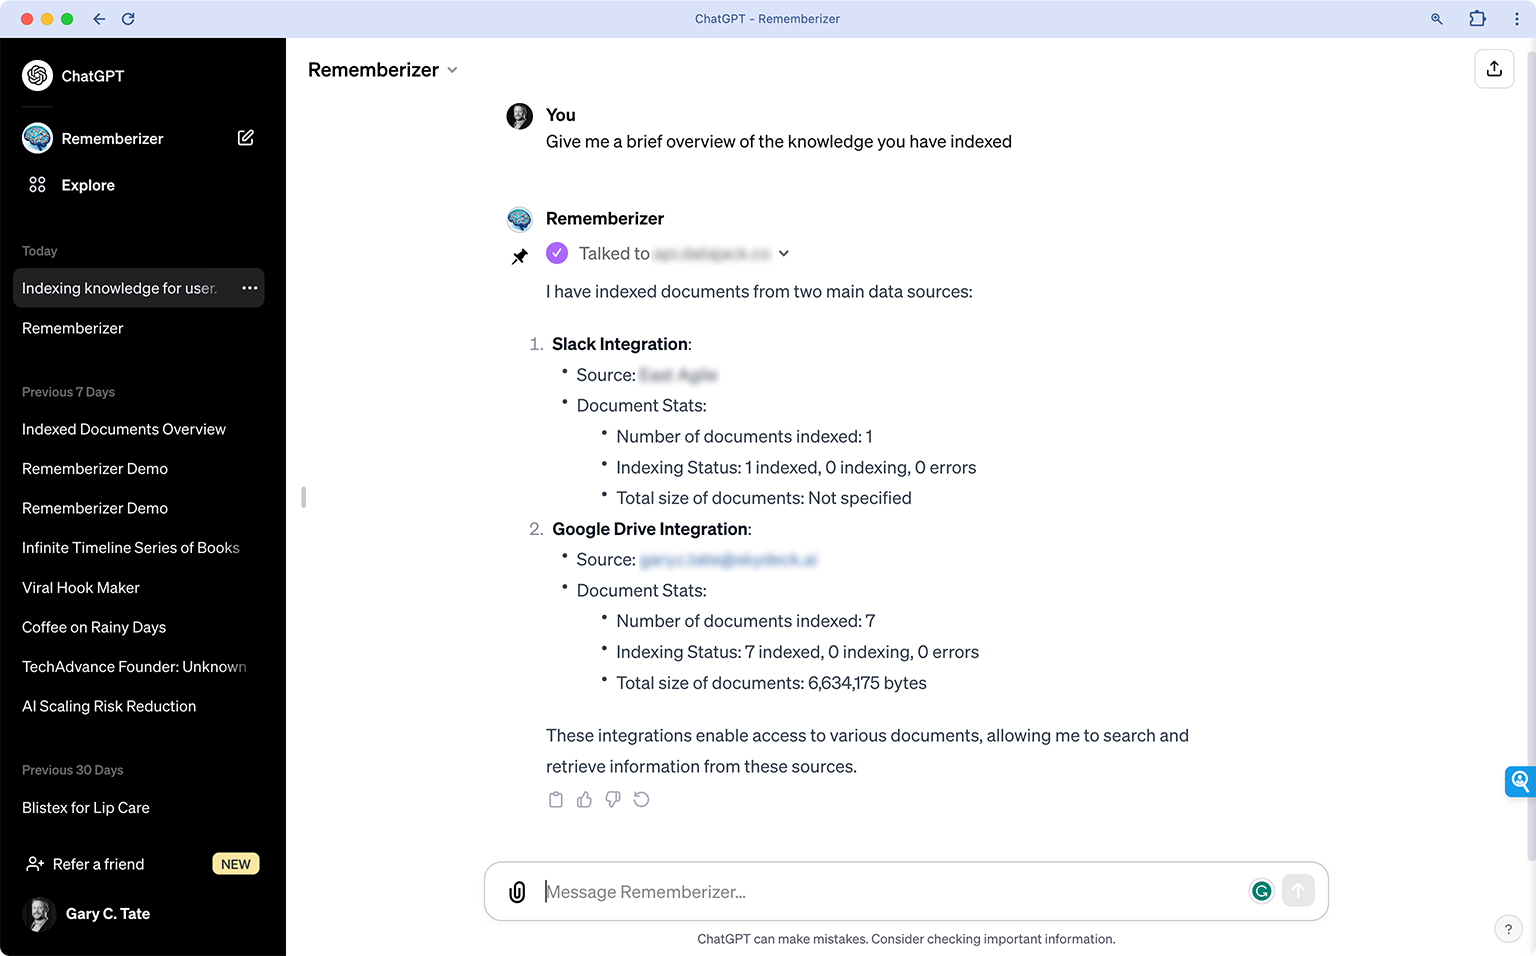 ChatGPT - Rememberizer
ChatGPT
Rememberizer
Explore
Today
Indexing knowledge for user.
Rememberizer
Previous 7 Days
Indexed Documents Overview
Rememberizer Demo
Rememberizer Demo
Infinite Timeline Series of Books
Viral Hook Maker
Coffee on Rainy Days
TechAdvance Founder: Unknown
AI Scaling Risk Reduction
Previous 30 Days
Blistex for Lip Care
Refer a friend
NEW
Gary C. Tate
Rememberizer
You
Give me a brief overview of the knowledge you have indexed
Rememberizer
Talked to
I have indexed documents from two main data sources:
1. Slack Integration:
• Source:
• Document Stats:
• Number of documents indexed: 1
• Indexing Status: 1 indexed, 0 indexing, 0 errors
• Total size of documents: Not specified
2. Google Drive Integration:
• Source:
• Document Stats:
• Number of documents indexed: 7
• Indexing Status: 7 indexed, 0 indexing, 0 errors
• Total size of documents: 6,634,175 bytes
These integrations enable access to various documents, allowing me to search and
retrieve information from these sources.
Message Rememberizer...
ChatGPT can make mistakes. Consider checking important information.
?